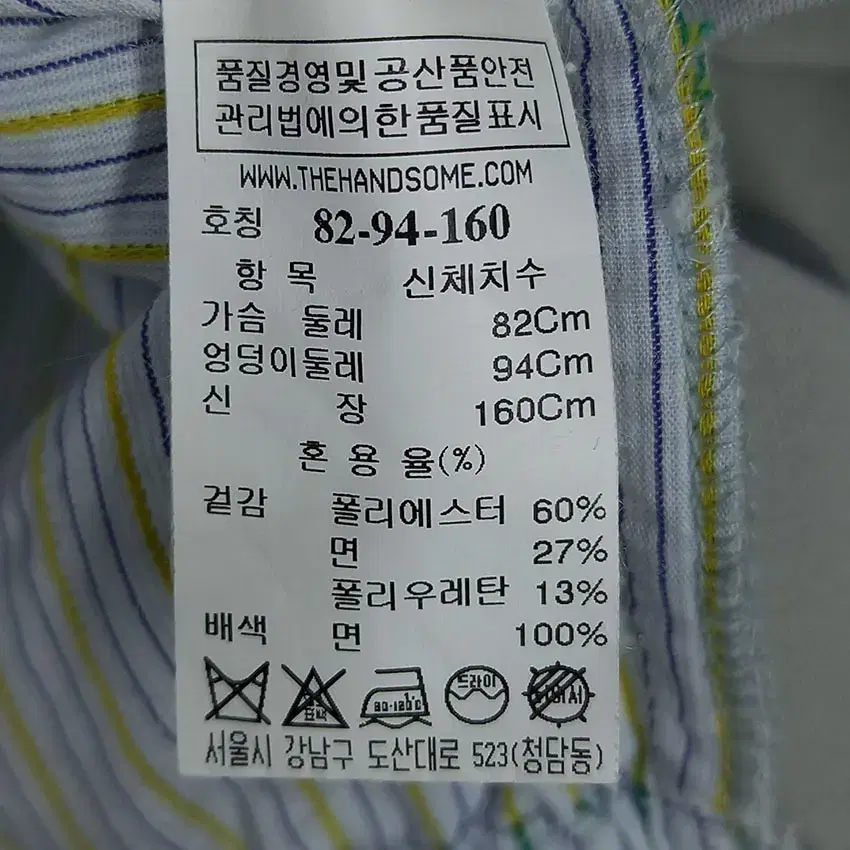 품질경영및 공산품안전
관리법에의한 품질표시
WWW.THEHANDSOME.COM
호칭 82-94-160
항 목 신체치수
가슴 둘레 82Cm
엉덩이둘레 94Cm
신 장 160Cm
혼 용 율(%)
겉감 폴리에스터 60%
면 27%
폴리우레탄 13%
배색 면 100%
표백 80-120℃ 드라이
서울시 강남구 도산대로 523(청담동)